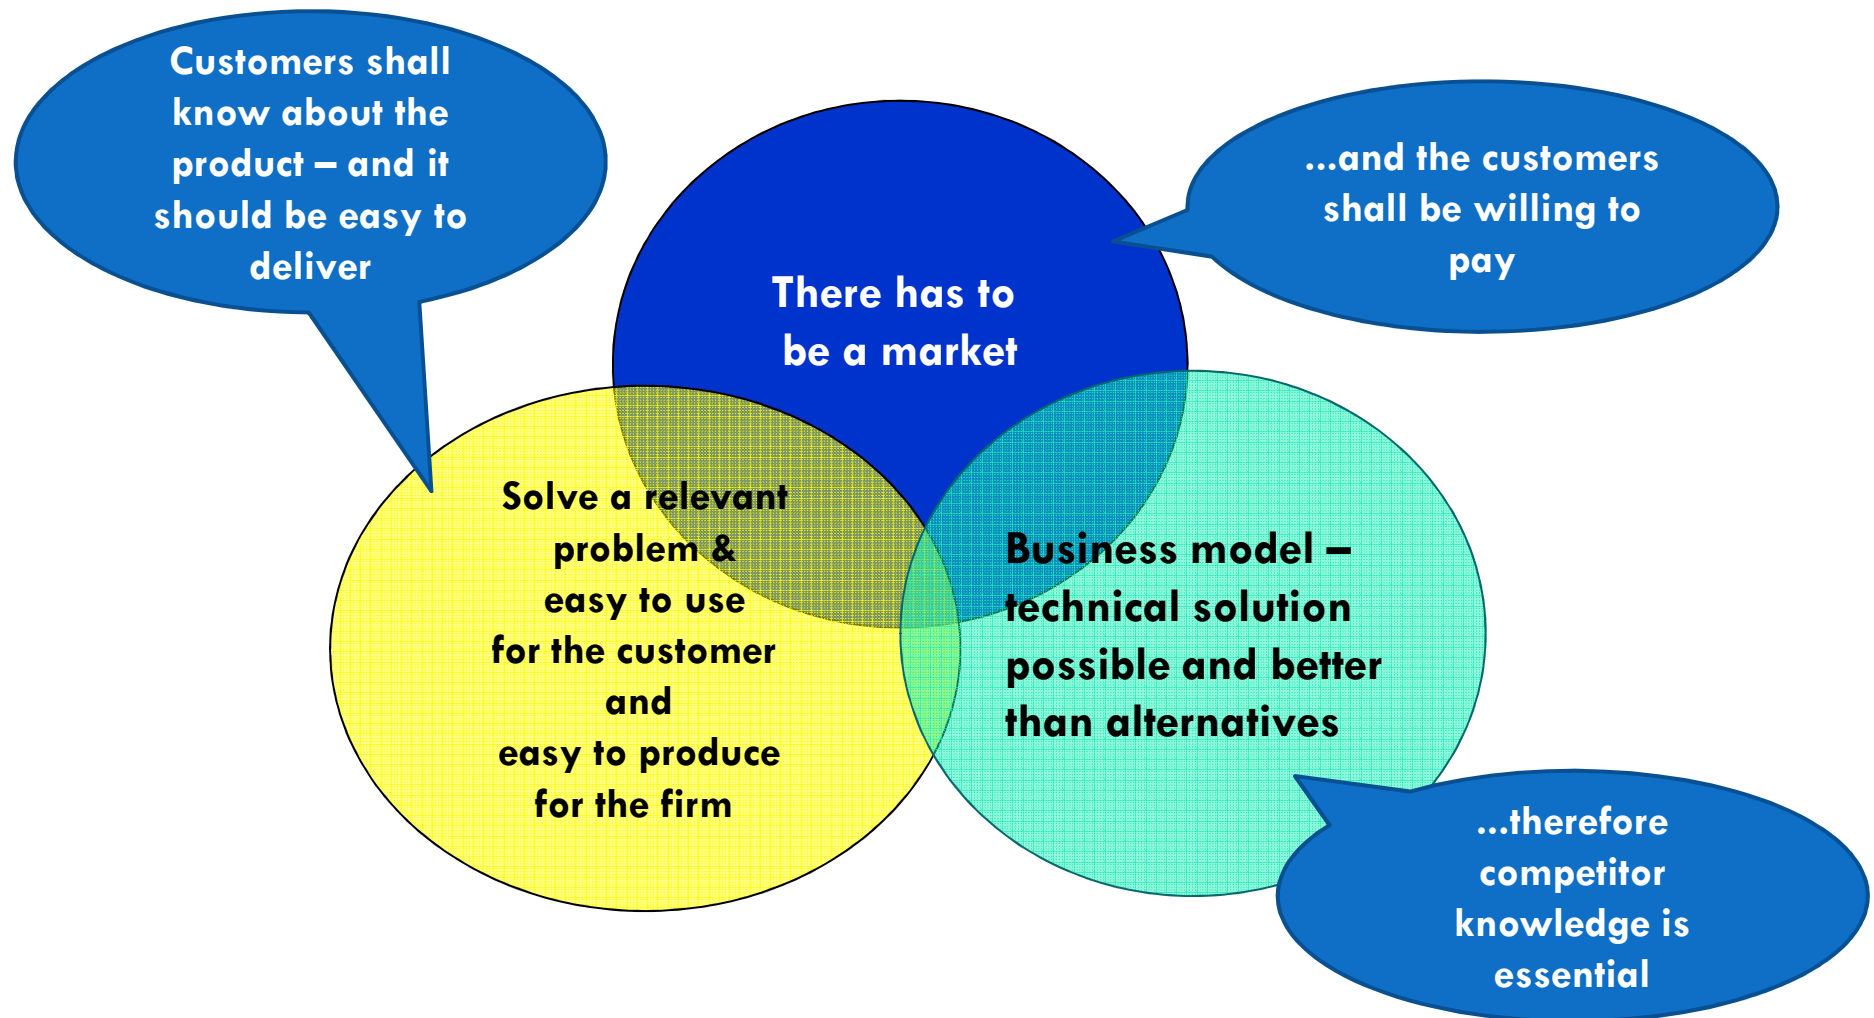 Customers shall
know about the
product – and it
should be easy to
deliver
...and the customers
shall be willing to
pay
There has to
be a market
Solve a relevant
problem &
easy to use
for the customer
and
easy to produce
for the firm
Business model –
technical solution
possible and better
than alternatives
...therefore
competitor
knowledge is
essential